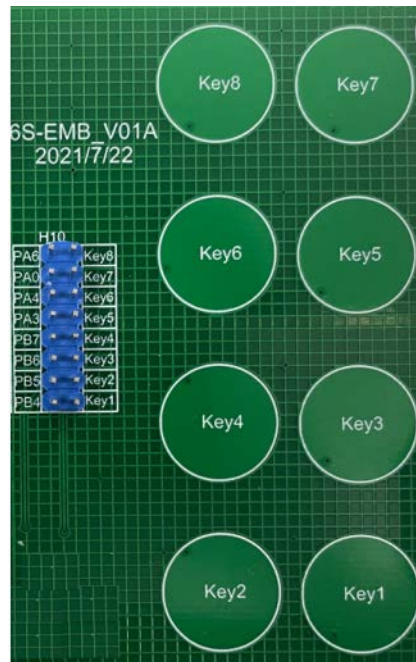 Key8 Key7
6S-EMB_V01A
2021/7/22
Key6 Key5
H10
PA6 Key8
PA0 Key7
PA4 Key6
PA3 Key5
PB7 Key4
PB6 Key3
PB5 Key2
PB4 Key1
Key4 Key3
Key2 Key1